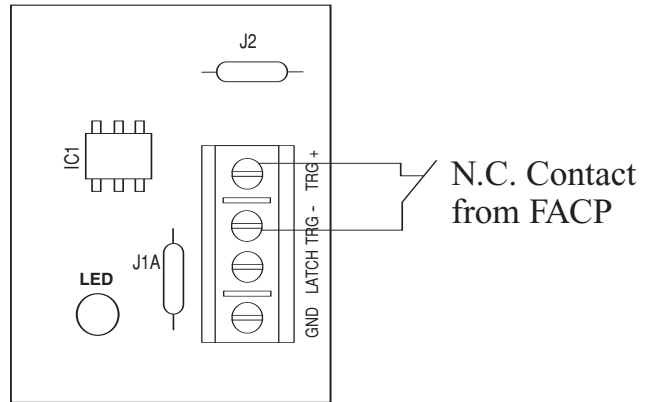 J2
IC1
TRG +
TRG -
LATCH
GND
J1A
LED
N.C. Contact
from FACP